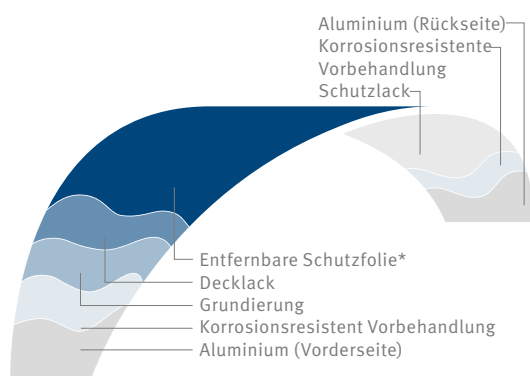 Aluminium (Rückseite)
Korrosionsresistente
Vorbehandlung
Schutzlack
Entfernbare Schutzfolie*
Decklack
Grundierung
Korrosionsresistent Vorbehandlung
Aluminium (Vorderseite)